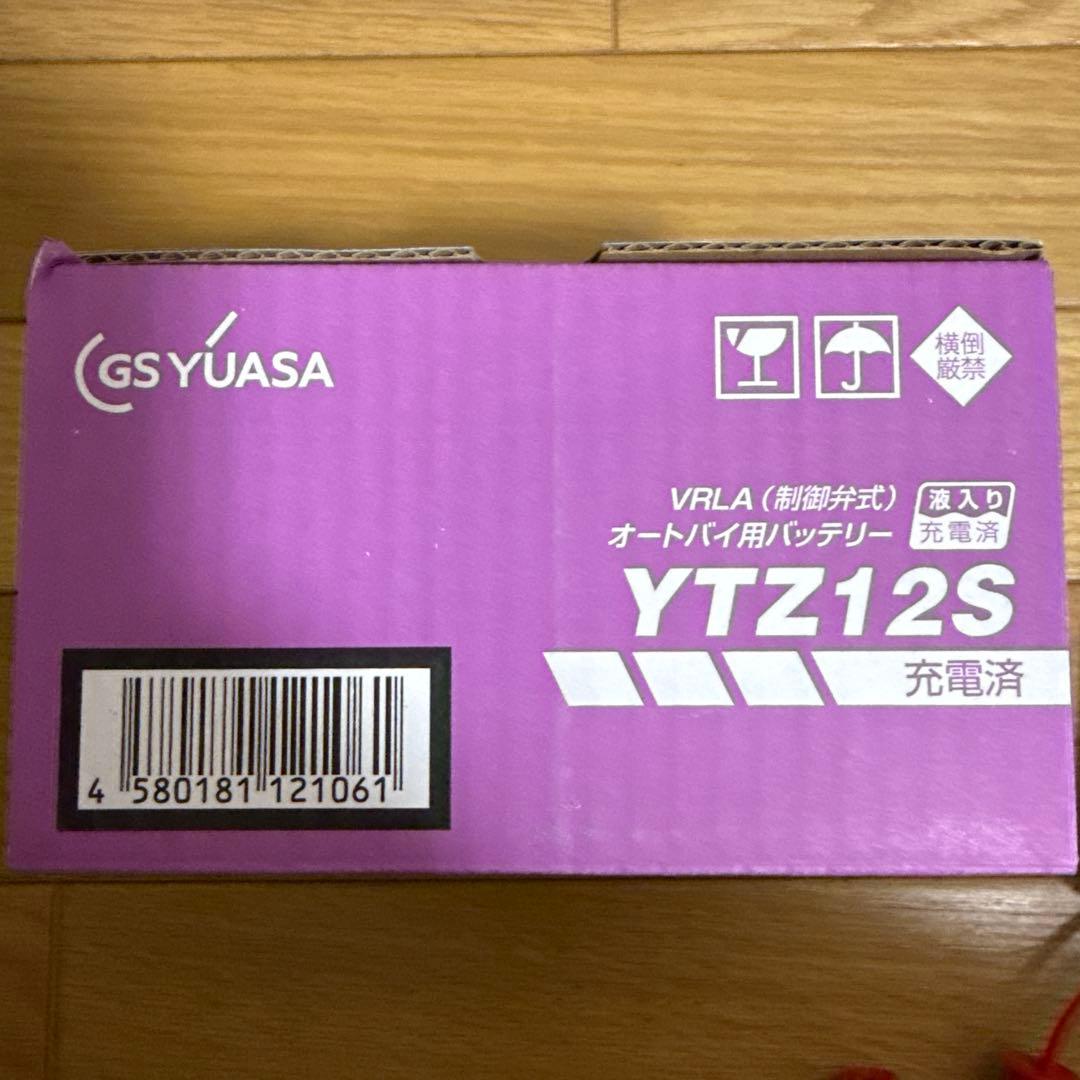 GS YUASA
横倒
厳禁
VRLA（制御弁式）
オートバイ用バッテリー
液入り
充電済
YTZ12S
充電済
4 580181 121061